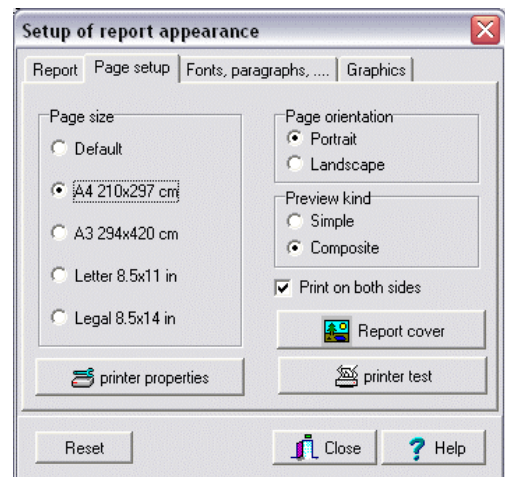 Setup of report appearance
Report Page setup Fonts, paragraphs, .... Graphics
Page size
Default
A4 210x297 cm
A3 294x420 cm
Letter 8.5x11 in
Legal 8.5x14 in
printer properties
Page orientation
Portrait
Landscape
Preview kind
Simple
Composite
Print on both sides
Report cover
printer test
Reset Close ? Help